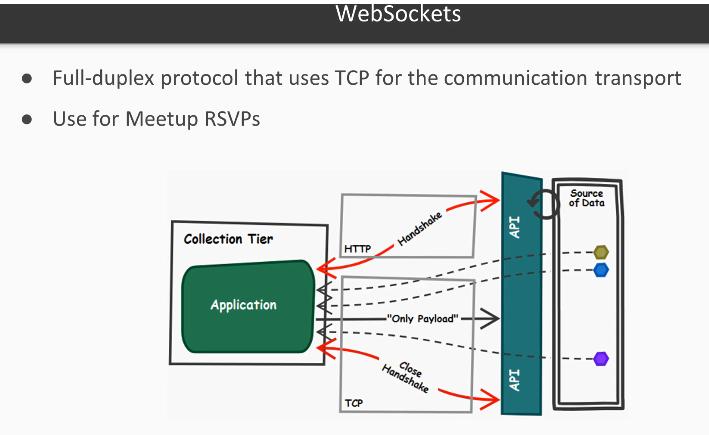 WebSockets
● Full-duplex protocol that uses TCP for the communication transport
● Use for Meetup RSVPs
Source
of Data
Collection Tier
HTTP
Handshake
API
Application
"Only Payload"
Close
Handshake
API
TCP